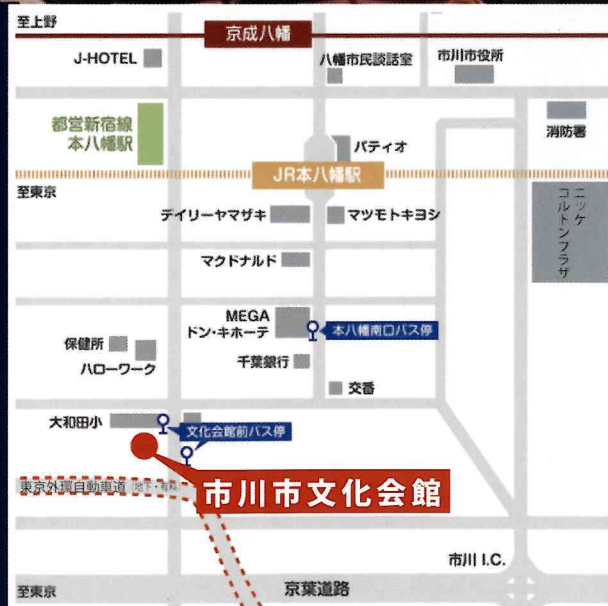 至上野
京成八幡
J-HOTEL
八幡市民談話室
市川市役所
都営新宿線
本八幡駅
消防署
パティオ
JR本八幡駅
至東京
デイリーヤマザキ
マツモトキヨシ
ニッケ
コルトンプラザ
マクドナルド
MEGA
ドン・キホーテ
本八幡南口バス停
保健所
ハローワーク
千葉銀行
交番
大和田小
文化会館前バス停
東京外環自動車道（地下・有料）
市川市文化会館
市川 I.C.
至東京
京葉道路